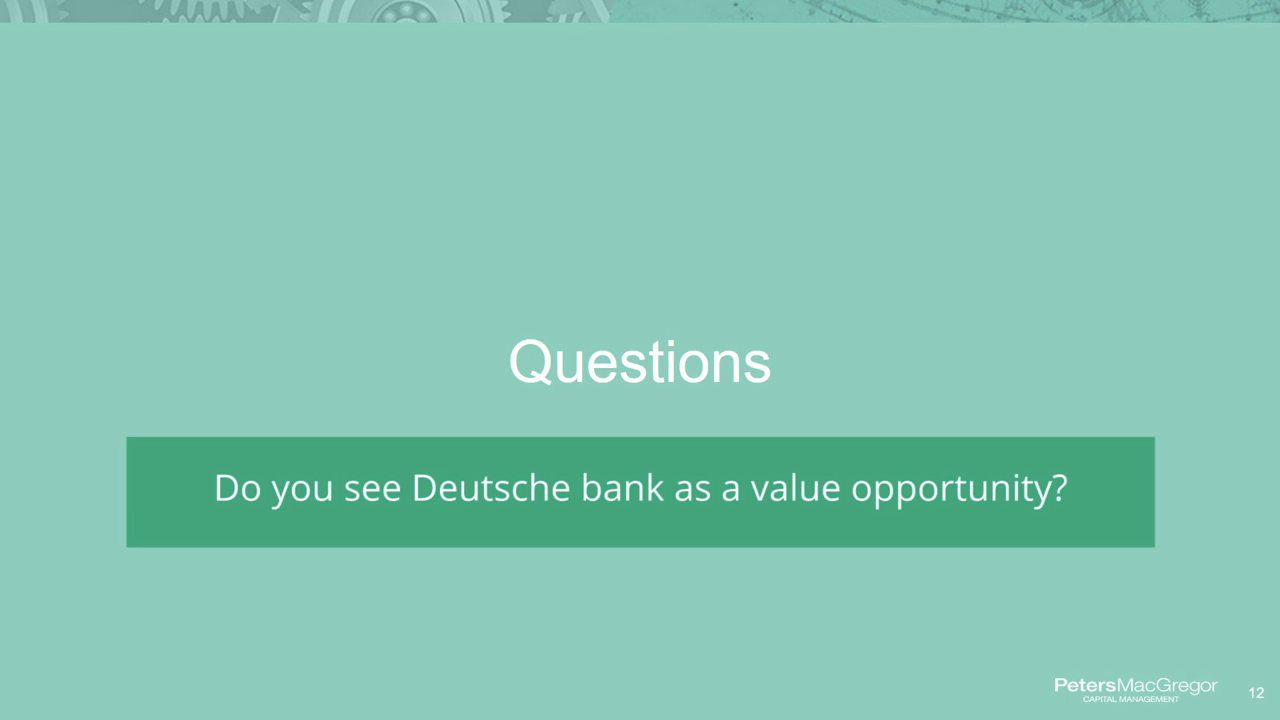 Questions
Do you see Deutsche bank as a value opportunity?
PetersMacGregor
CAPITAL MANAGEMENT
12